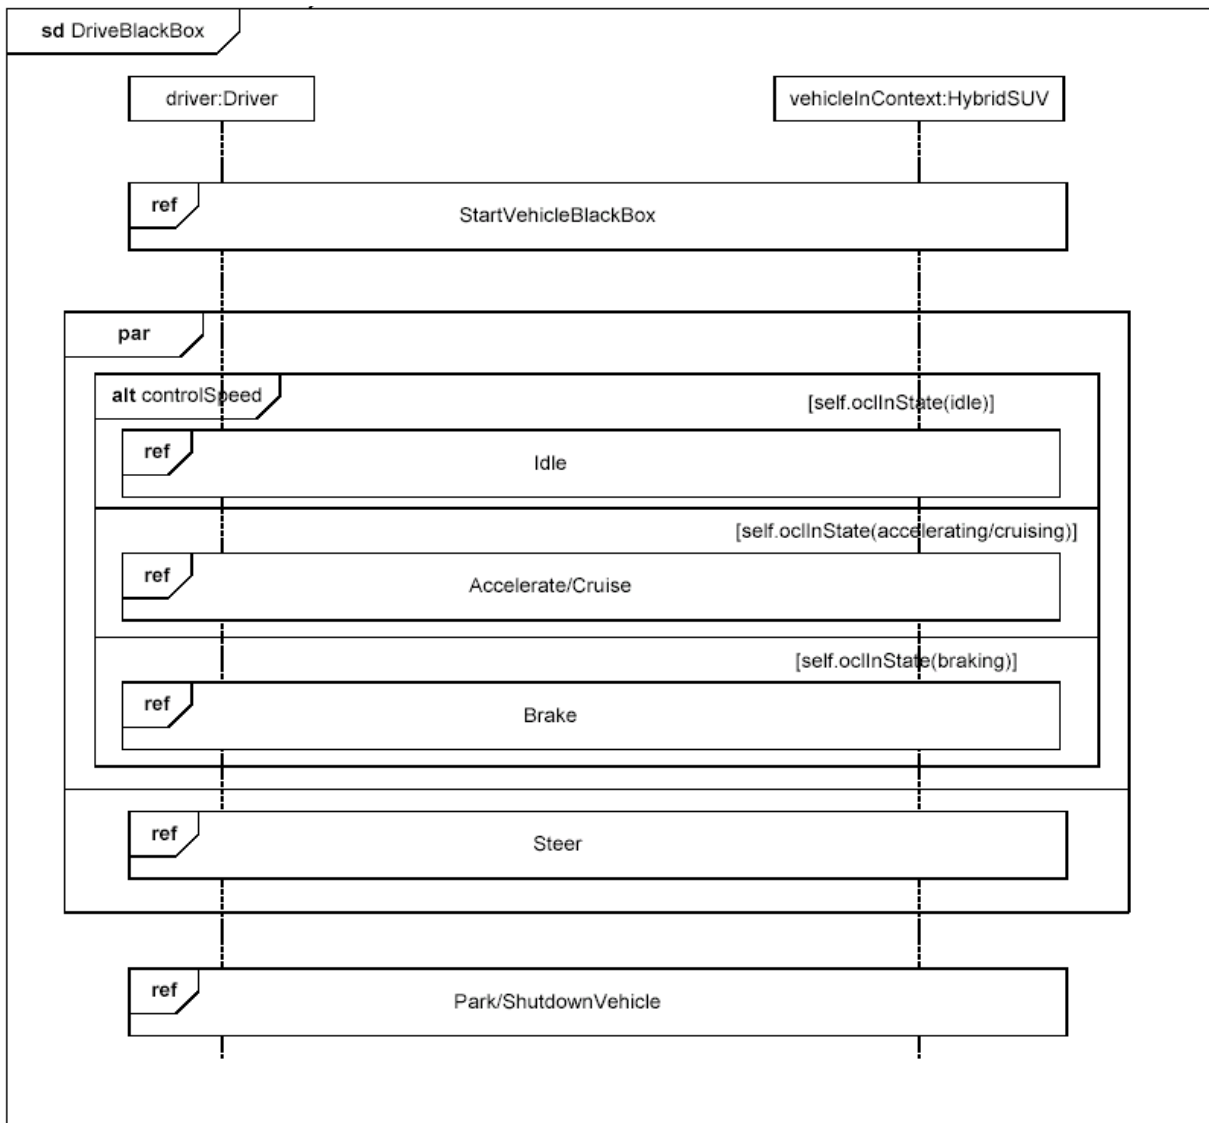 sd DriveBlackBox
driver:Driver
vehicleInContext:HybridSUV
ref
StartVehicleBlackBox
par
alt controlSpeed
[self.oclInState(idle)]
ref
Idle
[self.oclInState(accelerating/cruising)]
ref
Accelerate/Cruise
[self.oclInState(braking)]
ref
Brake
ref
Steer
ref
Park/ShutdownVehicle